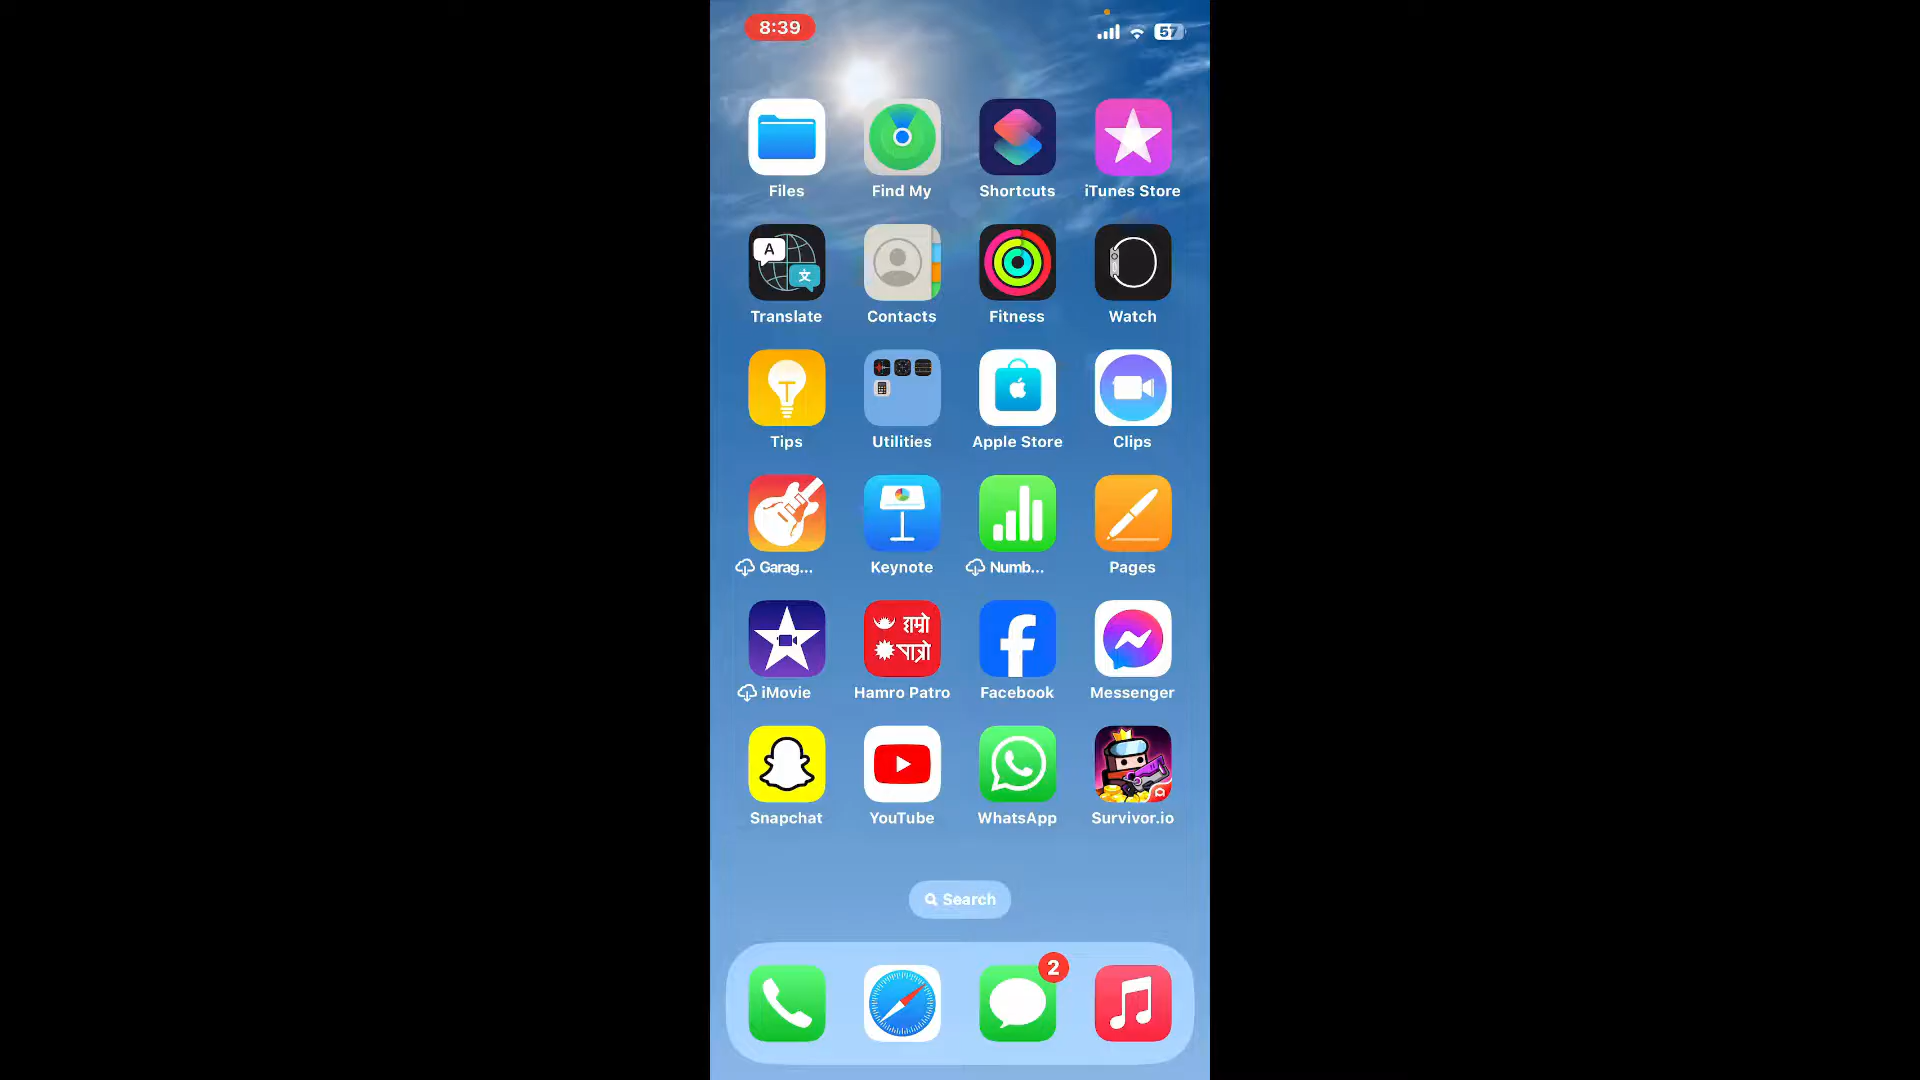 8:39
57
Files
Find My
Shortcuts
iTunes Store
A
文
Translate
Contacts
Fitness
Watch
Tips
Utilities
Apple Store
Clips
Garag...
Keynote
Numb...
Pages
हाम्रो
पात्रो
iMovie
Hamro Patro
Facebook
Messenger
Snapchat
YouTube
WhatsApp
Survivor.io
Search
2